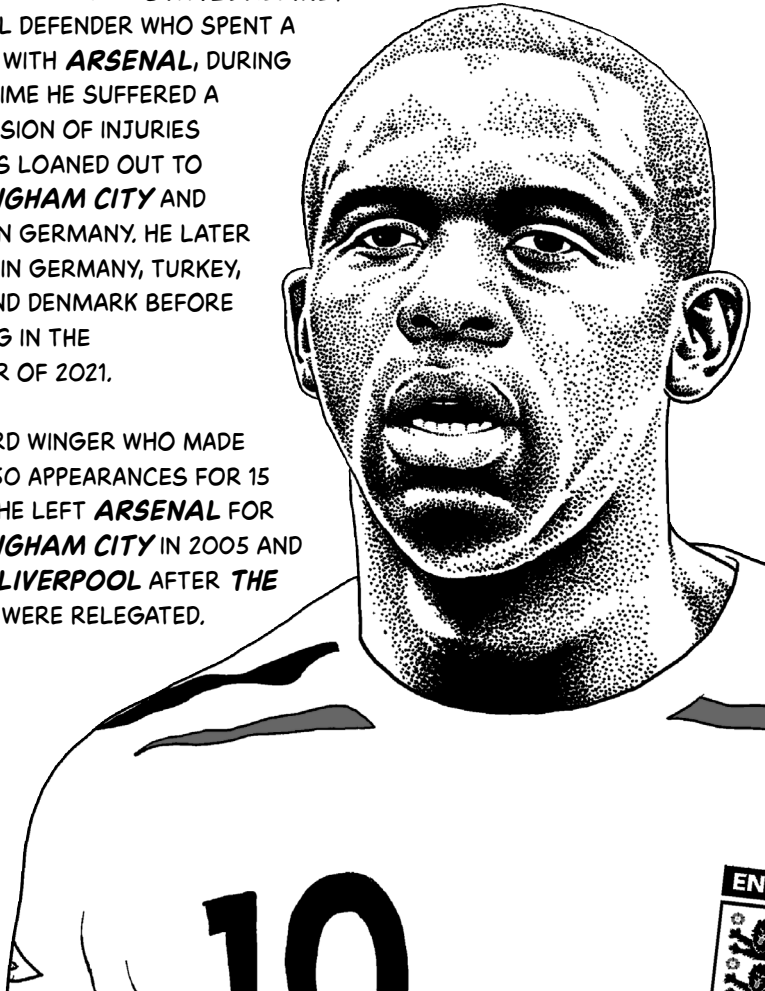 L DEFENDER WHO SPENT A
WITH ARSENAL, DURING
IME HE SUFFERED A
SION OF INJURIES
S LOANED OUT TO
IGHAM CITY AND
N GERMANY. HE LATER
IN GERMANY, TURKEY,
ND DENMARK BEFORE
G IN THE
R OF 2021.
RD WINGER WHO MADE
30 APPEARANCES FOR 15
HE LEFT ARSENAL FOR
IGHAM CITY IN 2005 AND
LIVERPOOL AFTER THE
WERE RELEGATED.
10
EN